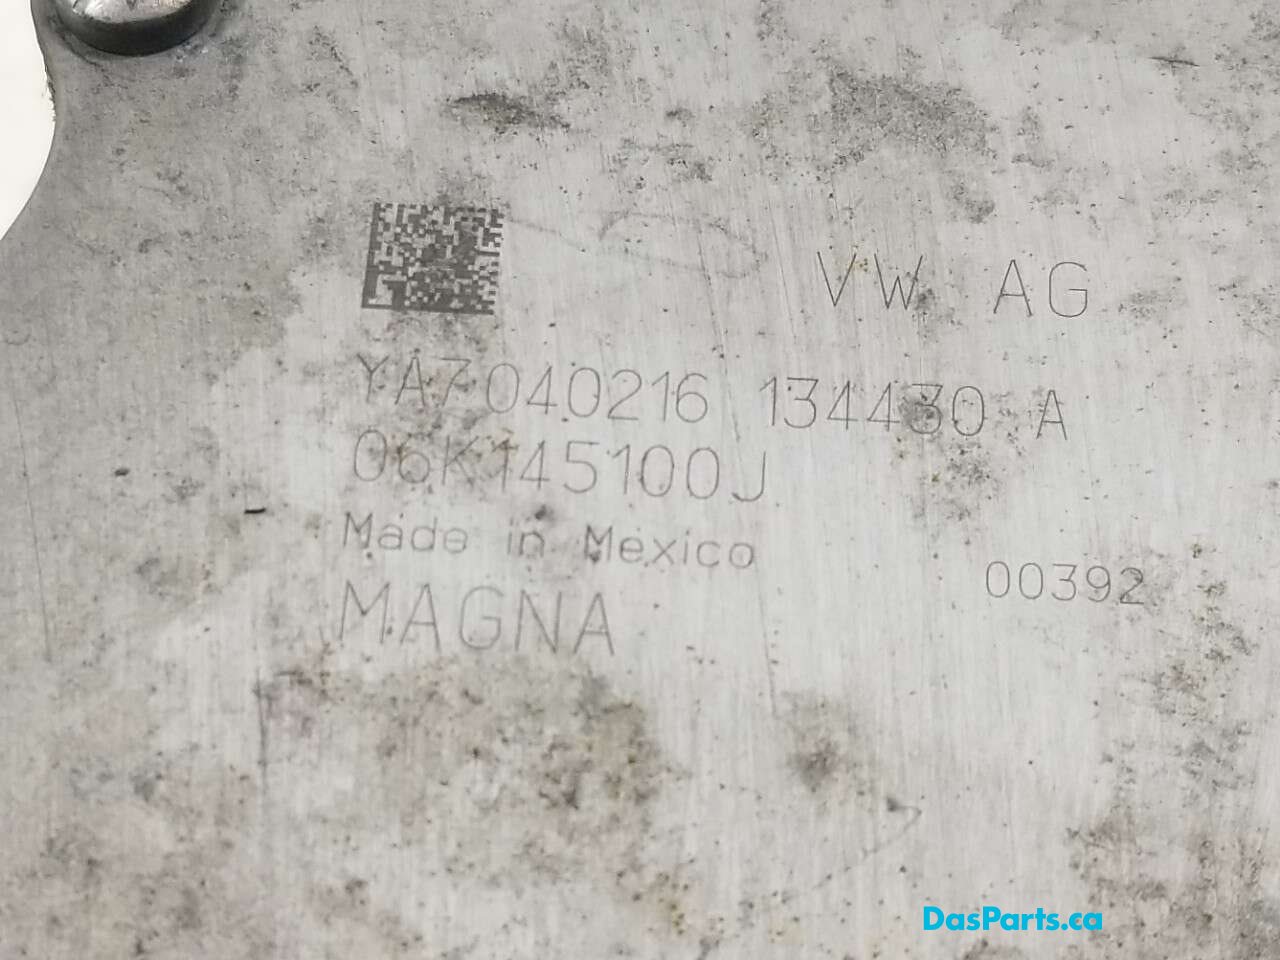 VW AG
YA7040216 134430 A
06K145100J
Made in Mexico
00392
MAGNA
DasParts.ca